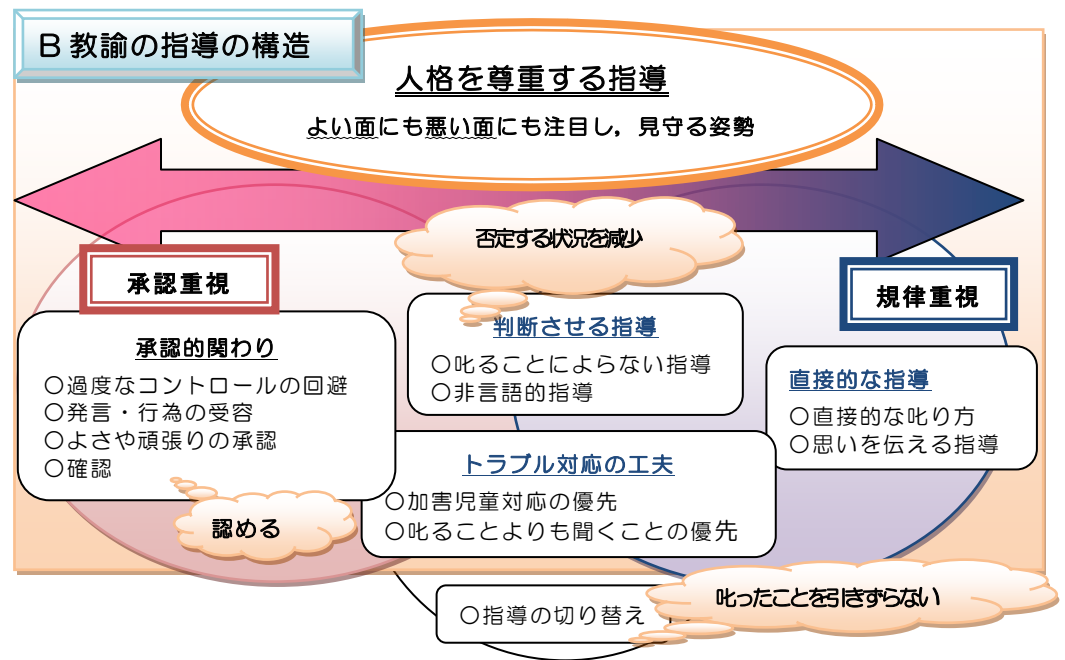 B 教諭の指導の構造
人格を尊重する指導
よい面にも悪い面にも注目し，見守る姿勢
否定する状況を減少
承認重視
規律重視
承認的関わり
○過度なコントロールの回避
○発言・行為の受容
○よさや頑張りの承認
○確認
認める
判断させる指導
○叱ることによらない指導
○非言語的指導
直接的な指導
○直接的な叱り方
○思いを伝える指導
トラブル対応の工夫
○加害児童対応の優先
○叱ることよりも聞くことの優先
○指導の切り替え
叱ったことを引きずらない